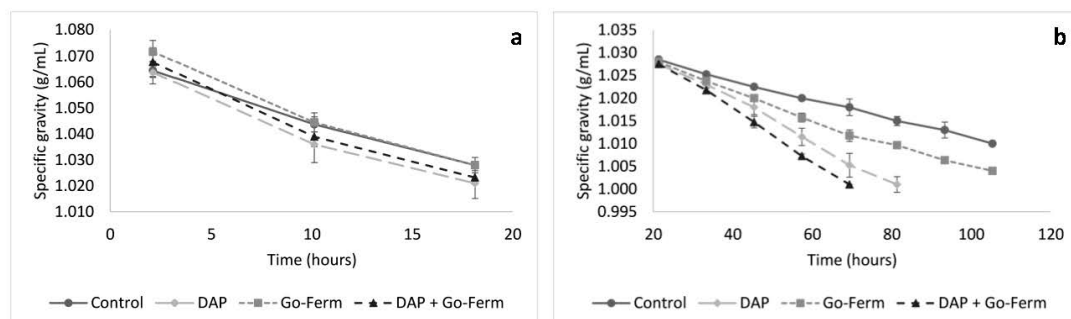 a
Specific gravity (g/mL)
1.080
1.070
1.060
1.050
1.040
1.030
1.020
1.010
0 5 10 15 20
Time (hours)
Control DAP Go-Ferm DAP + Go-Ferm
b
Specific gravity (g/mL)
1.035
1.030
1.025
1.020
1.015
1.010
1.005
1.000
0.995
20 40 60 80 100 120
Time (hours)
Control DAP Go-Ferm DAP + Go-Ferm